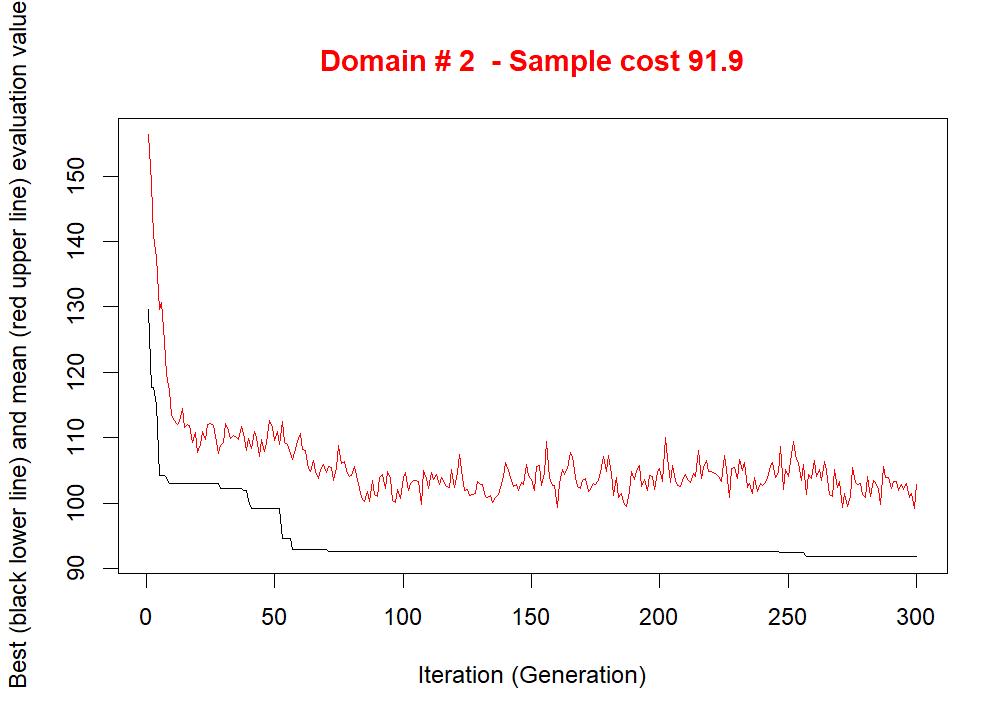 Domain # 2  - Sample cost 91.9
Best (black lower line) and mean (red upper line) evaluation value
150
140
130
120
110
100
90
0 50 100 150 200 250 300
Iteration (Generation)